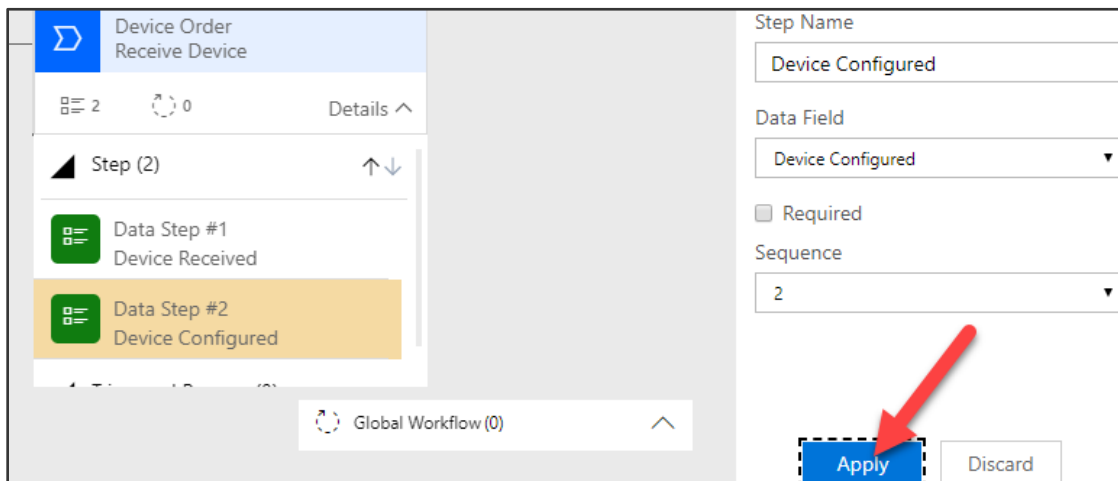 Device Order
Receive Device
2
0
Details
Step (2)
Data Step #1
Device Received
Data Step #2
Device Configured
Global Workflow (0)
Step Name
Device Configured
Data Field
Device Configured
Required
Sequence
2
Apply
Discard